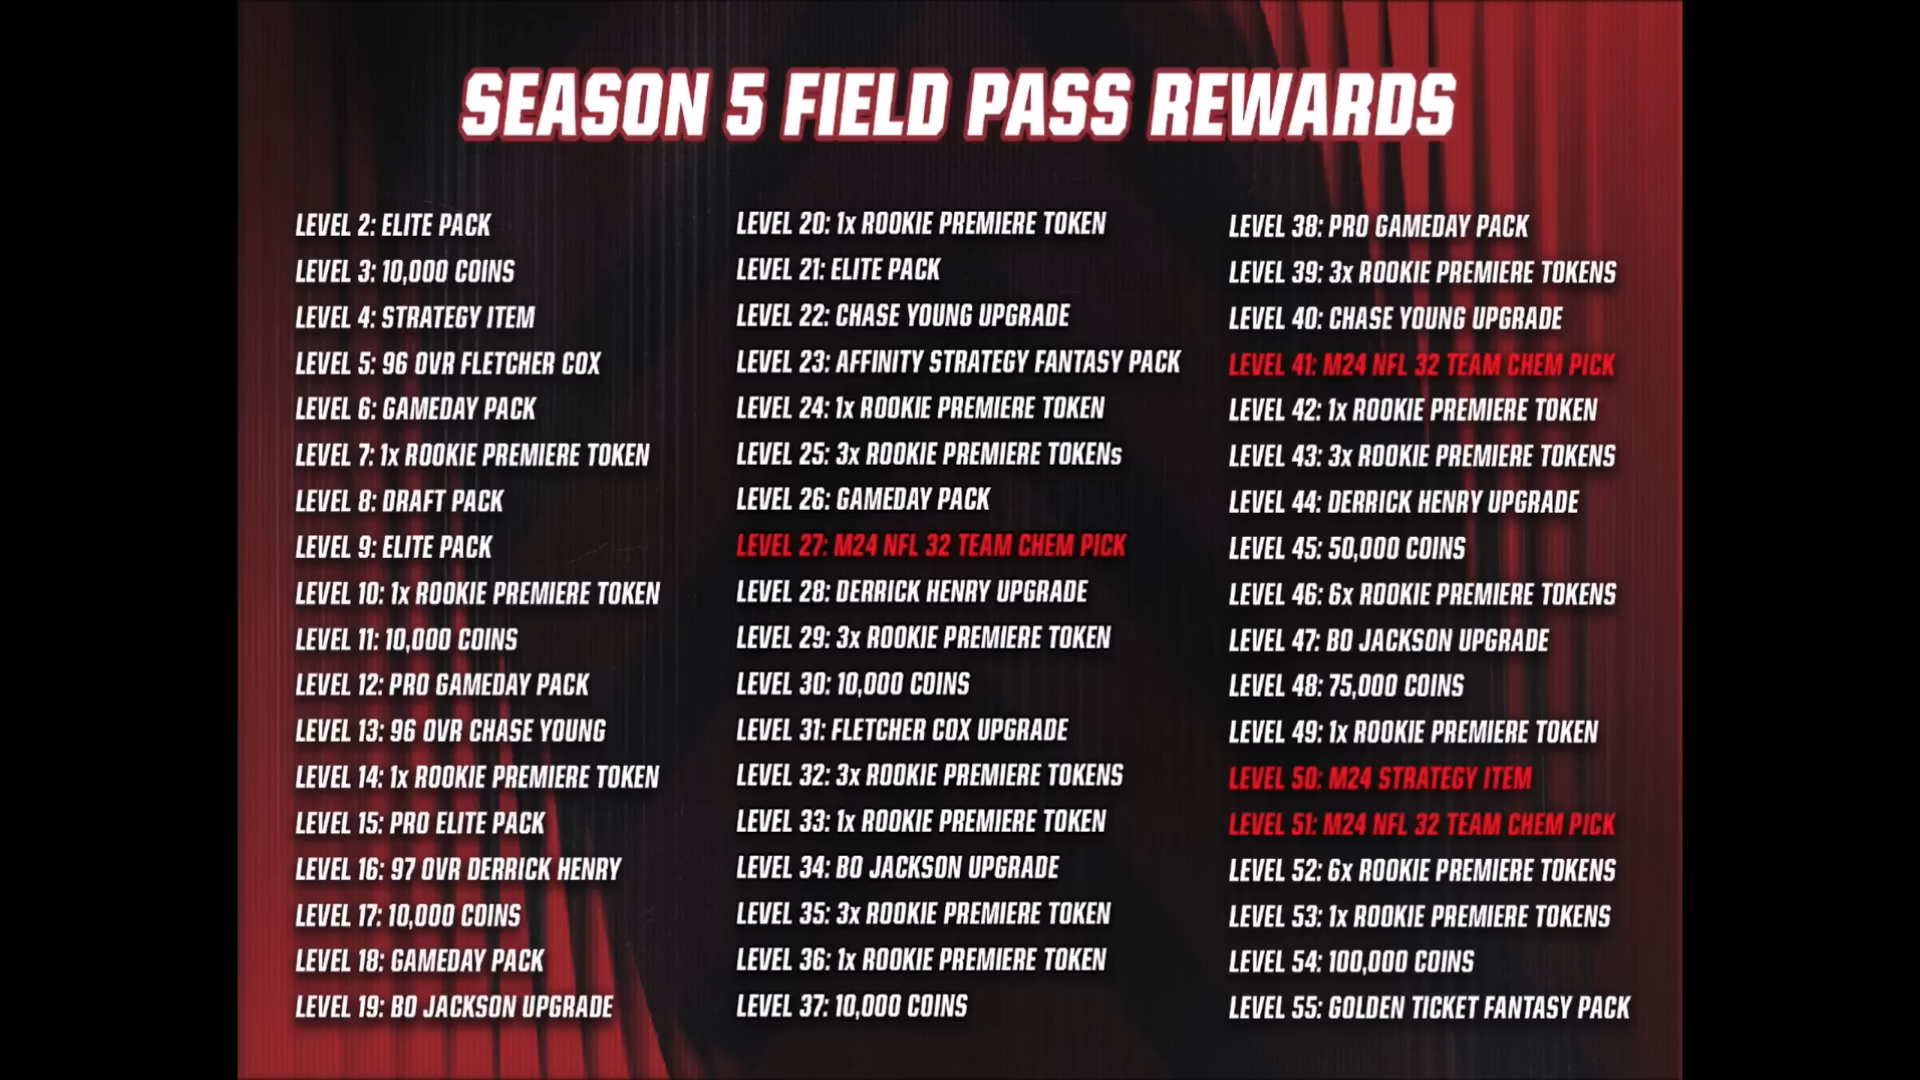 SEASON 5 FIELD PASS REWARDS
LEVEL 2: ELITE PACK
LEVEL 3: 10,000 COINS
LEVEL 4: STRATEGY ITEM
LEVEL 5: 96 OVR FLETCHER COX
LEVEL 6: GAMEDAY PACK
LEVEL 7: 1x ROOKIE PREMIERE TOKEN
LEVEL 8: DRAFT PACK
LEVEL 9: ELITE PACK
LEVEL 10: 1x ROOKIE PREMIERE TOKEN
LEVEL 11: 10,000 COINS
LEVEL 12: PRO GAMEDAY PACK
LEVEL 13: 96 OVR CHASE YOUNG
LEVEL 14: 1x ROOKIE PREMIERE TOKEN
LEVEL 15: PRO ELITE PACK
LEVEL 16: 97 OVR DERRICK HENRY
LEVEL 17: 10,000 COINS
LEVEL 18: GAMEDAY PACK
LEVEL 19: BO JACKSON UPGRADE
LEVEL 20: 1x ROOKIE PREMIERE TOKEN
LEVEL 21: ELITE PACK
LEVEL 22: CHASE YOUNG UPGRADE
LEVEL 23: AFFINITY STRATEGY FANTASY PACK
LEVEL 24: 1x ROOKIE PREMIERE TOKEN
LEVEL 25: 3x ROOKIE PREMIERE TOKENs
LEVEL 26: GAMEDAY PACK
LEVEL 27: M24 NFL 32 TEAM CHEM PICK
LEVEL 28: DERRICK HENRY UPGRADE
LEVEL 29: 3x ROOKIE PREMIERE TOKEN
LEVEL 30: 10,000 COINS
LEVEL 31: FLETCHER COX UPGRADE
LEVEL 32: 3x ROOKIE PREMIERE TOKENS
LEVEL 33: 1x ROOKIE PREMIERE TOKEN
LEVEL 34: BO JACKSON UPGRADE
LEVEL 35: 3x ROOKIE PREMIERE TOKEN
LEVEL 36: 1x ROOKIE PREMIERE TOKEN
LEVEL 37: 10,000 COINS
LEVEL 38: PRO GAMEDAY PACK
LEVEL 39: 3x ROOKIE PREMIERE TOKENS
LEVEL 40: CHASE YOUNG UPGRADE
LEVEL 41: M24 NFL 32 TEAM CHEM PICK
LEVEL 42: 1x ROOKIE PREMIERE TOKEN
LEVEL 43: 3x ROOKIE PREMIERE TOKENS
LEVEL 44: DERRICK HENRY UPGRADE
LEVEL 45: 50,000 COINS
LEVEL 46: 6x ROOKIE PREMIERE TOKENS
LEVEL 47: BO JACKSON UPGRADE
LEVEL 48: 75,000 COINS
LEVEL 49: 1x ROOKIE PREMIERE TOKEN
LEVEL 50: M24 STRATEGY ITEM
LEVEL 51: M24 NFL 32 TEAM CHEM PICK
LEVEL 52: 6x ROOKIE PREMIERE TOKENS
LEVEL 53: 1x ROOKIE PREMIERE TOKENS
LEVEL 54: 100,000 COINS
LEVEL 55: GOLDEN TICKET FANTASY PACK